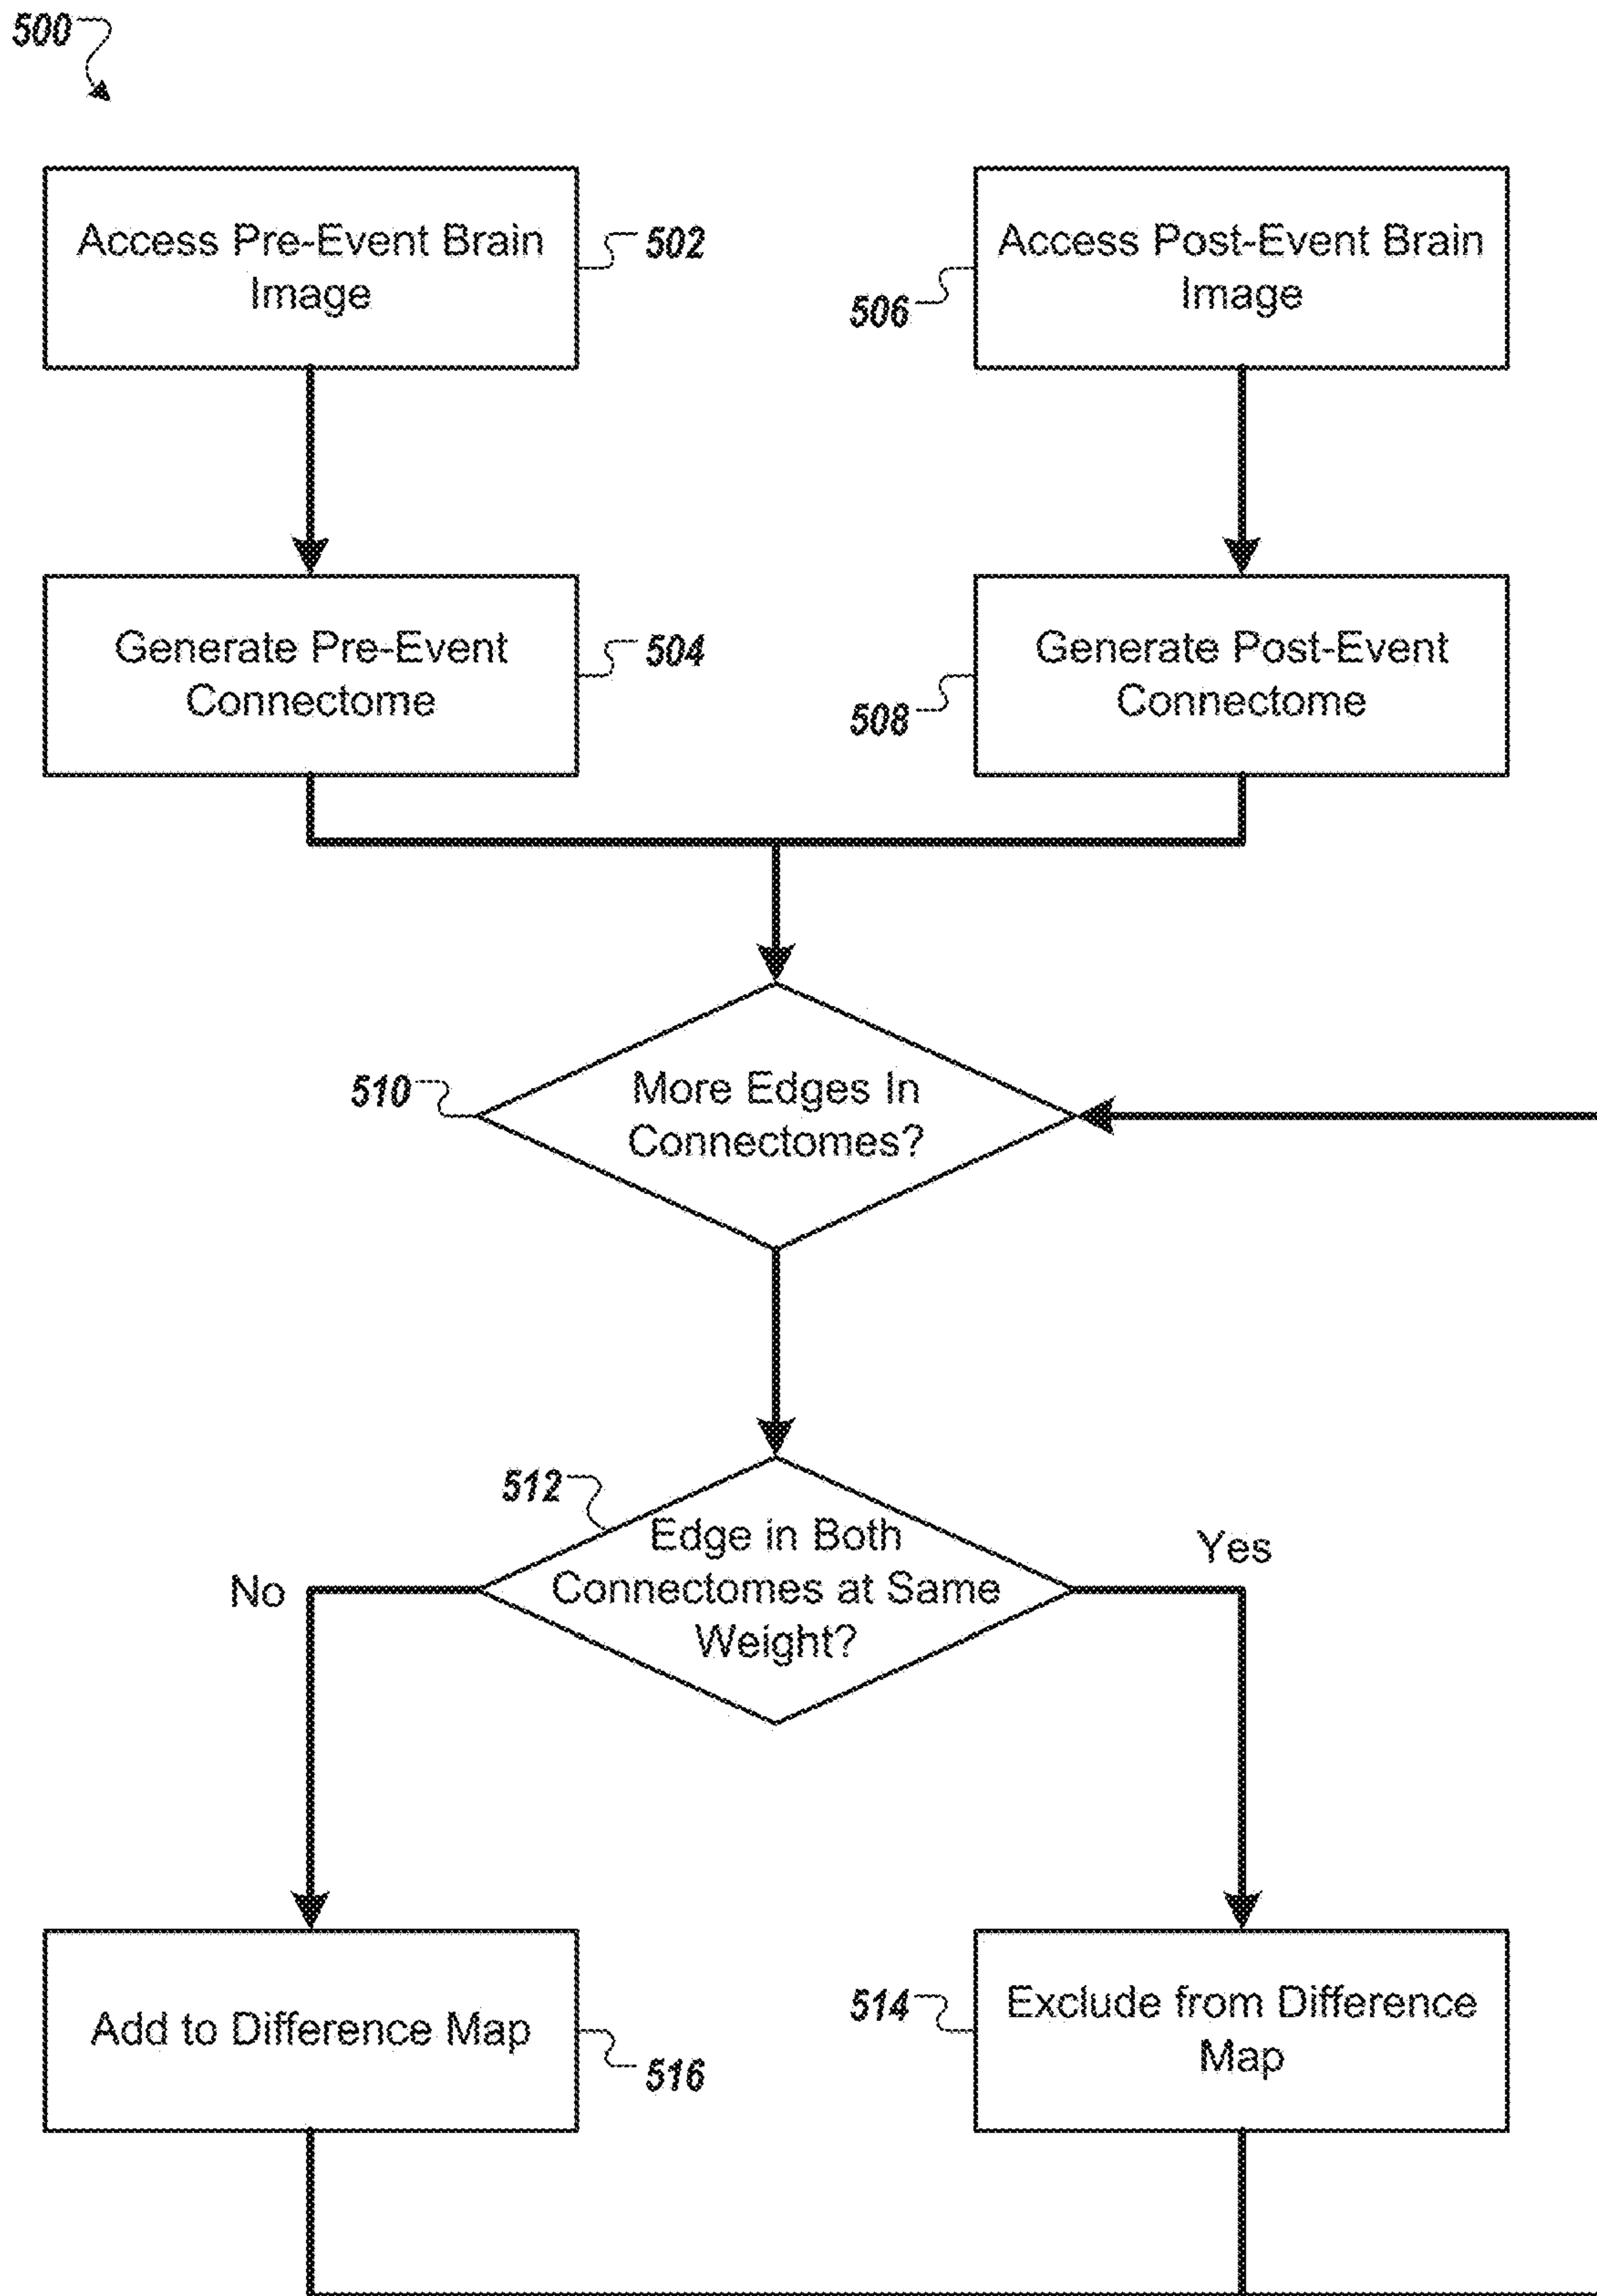 500
Access Pre-Event Brain
Image
502
Access Post-Event Brain
Image
506
Generate Pre-Event
Connectome
504
Generate Post-Event
Connectome
508
More Edges In
Connectomes?
510
512
Edge in Both
Connectomes at Same
Weight?
No
Yes
Add to Difference Map
516
514
Exclude from Difference
Map